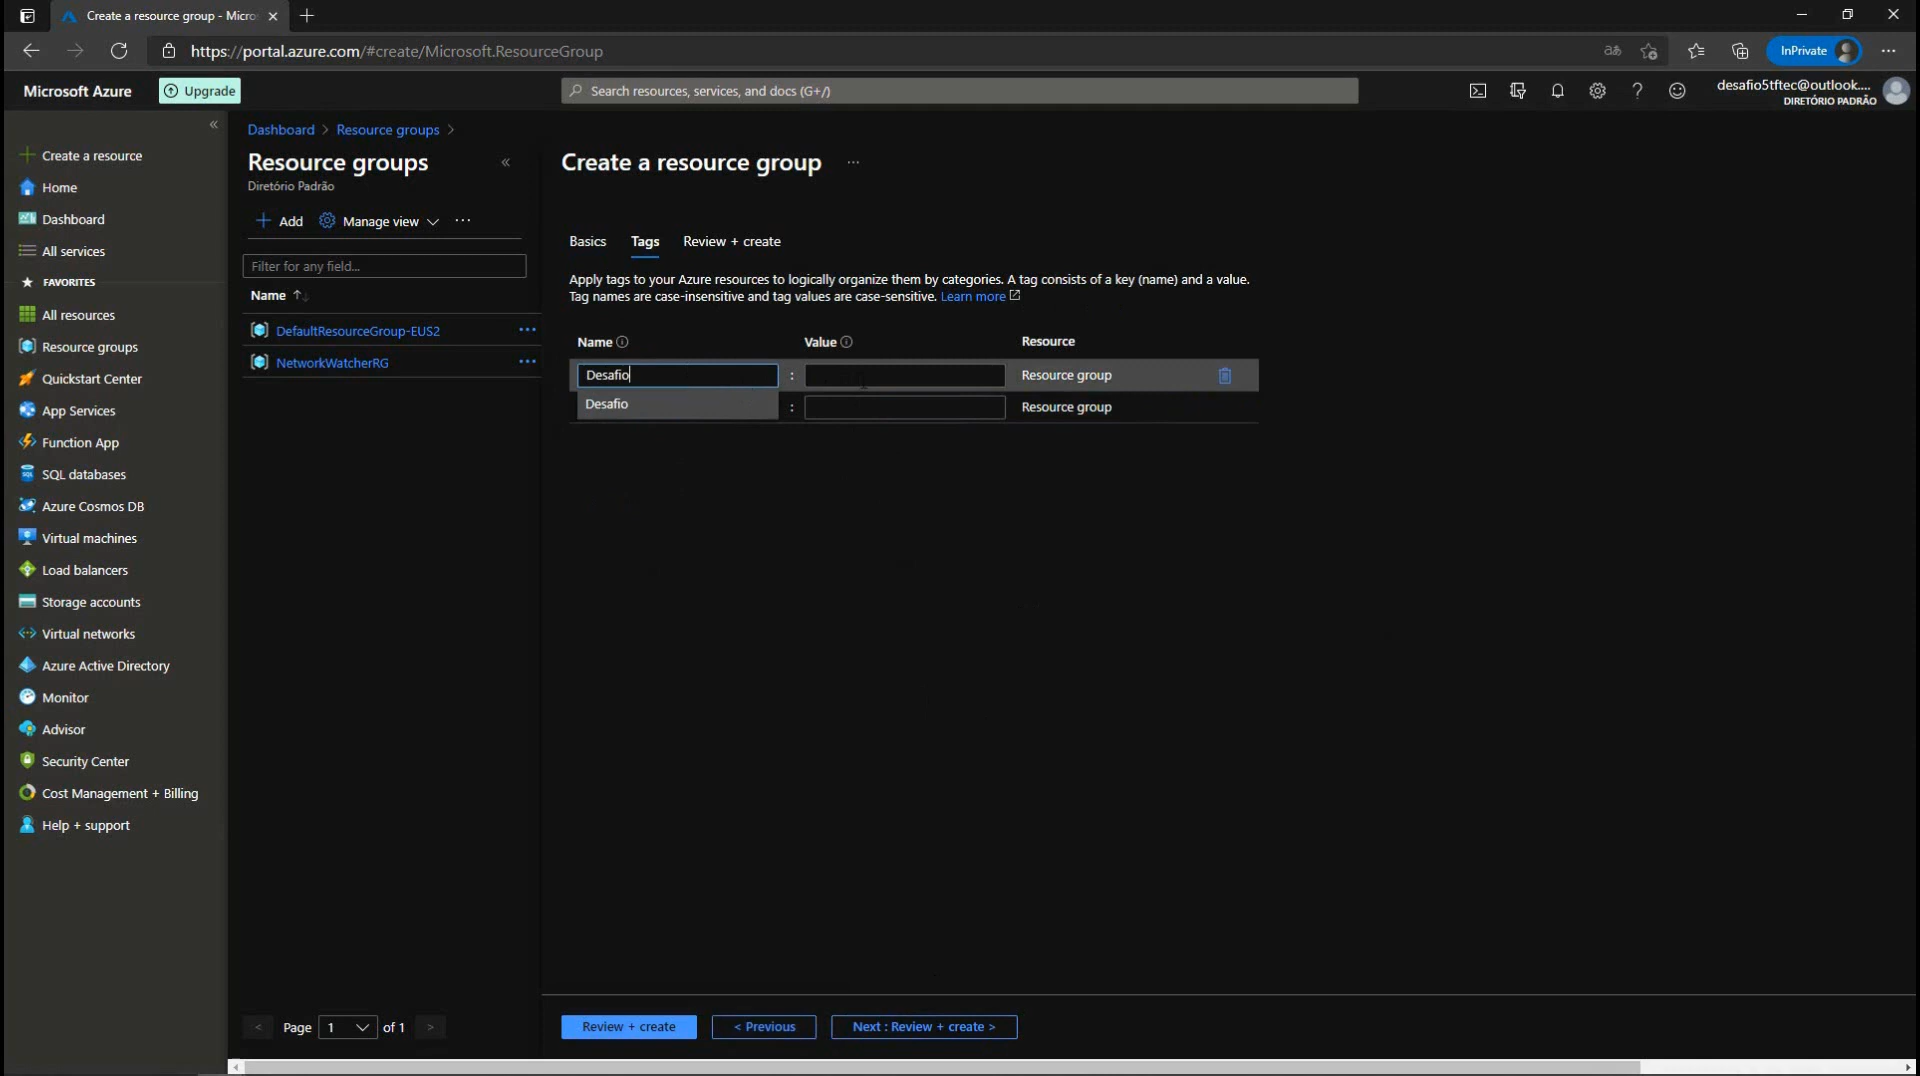 Create a resource group - Micro
https://portal.azure.com/#create/Microsoft.ResourceGroup
InPrivate
Microsoft Azure
Upgrade
Search resources, services, and docs (G+/)
desafio5tftec@outlook....
DIRETÓRIO PADRÃO
Create a resource
Home
Dashboard
All services
FAVORITES
All resources
Resource groups
Quickstart Center
App Services
Function App
SQL databases
Azure Cosmos DB
Virtual machines
Load balancers
Storage accounts
Virtual networks
Azure Active Directory
Monitor
Advisor
Security Center
Cost Management + Billing
Help + support
Dashboard > Resource groups >
Resource groups
Diretório Padrão
Add
Manage view
Filter for any field...
Name
DefaultResourceGroup-EUS2
NetworkWatcherRG
< Page 1 of 1 >
Create a resource group
Basics Tags Review + create
Apply tags to your Azure resources to logically organize them by categories. A tag consists of a key (name) and a value.
Tag names are case-insensitive and tag values are case-sensitive. Learn more
Name Value Resource
Desafio : Resource group
Desafio : Resource group
Review + create < Previous Next : Review + create >